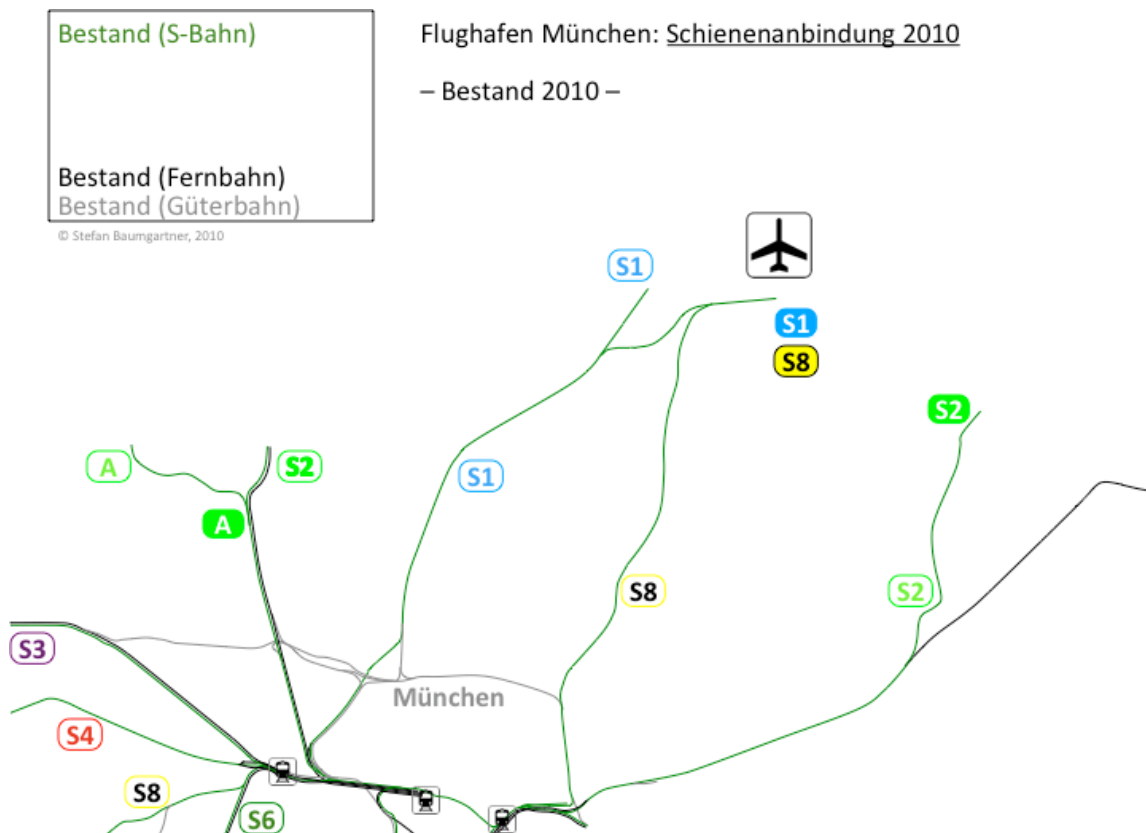 Bestand (S-Bahn)
Flughafen München: Schienenanbindung 2010
– Bestand 2010 –
Bestand (Fernbahn)
Bestand (Güterbahn)
© Stefan Baumgartner, 2010
S1
S1
S8
S2
A
S2
S1
A
S8
S2
S3
München
S4
S8
S6